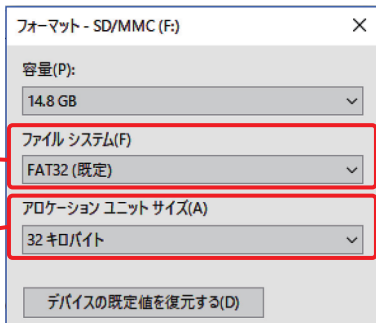 フォーマット - SD/MMC (F:)
容量(P):
14.8 GB
ファイル システム(F)
FAT32 (既定)
アロケーション ユニット サイズ(A)
32 キロバイト
デバイスの既定値を復元する(D)